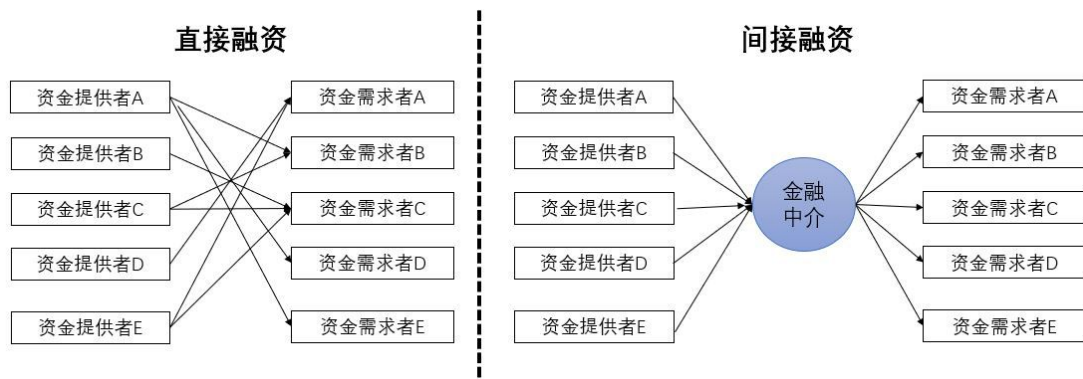 直接融资
资金提供者A
资金需求者A
资金提供者B
资金需求者B
资金提供者C
资金需求者C
资金提供者D
资金需求者D
资金提供者E
资金需求者E
间接融资
资金提供者A
资金需求者A
资金提供者B
资金需求者B
资金提供者C
金融
中介
资金需求者C
资金提供者D
资金需求者D
资金提供者E
资金需求者E